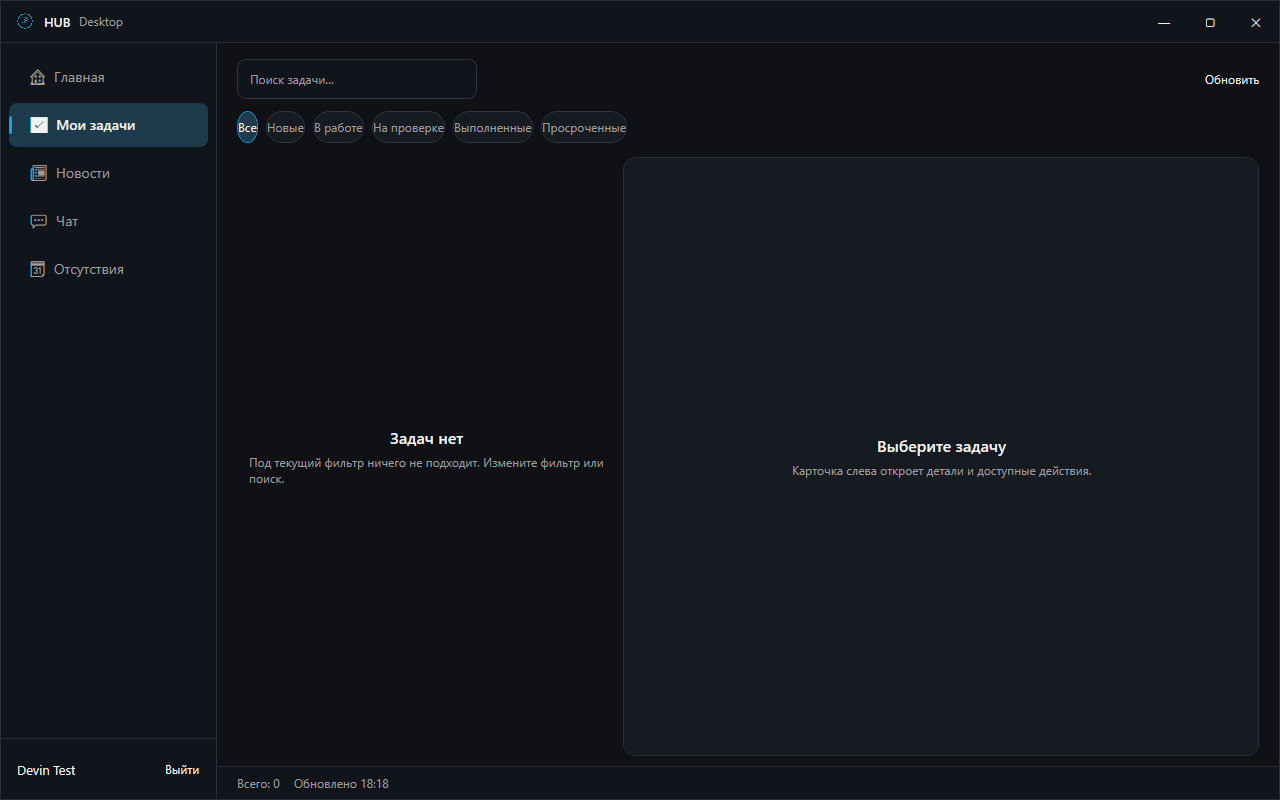 HUB Desktop
Главная
Мои задачи
Новости
Чат
31 Отсутствия
Devin Test Выйти
Поиск задачи...
Обновить
Все Новые В работе На проверке Выполненные Просроченные
Задач нет
Под текущий фильтр ничего не подходит. Измените фильтр или
поиск.
Выберите задачу
Карточка слева откроет детали и доступные действия.
Всего: 0 Обновлено 18:18